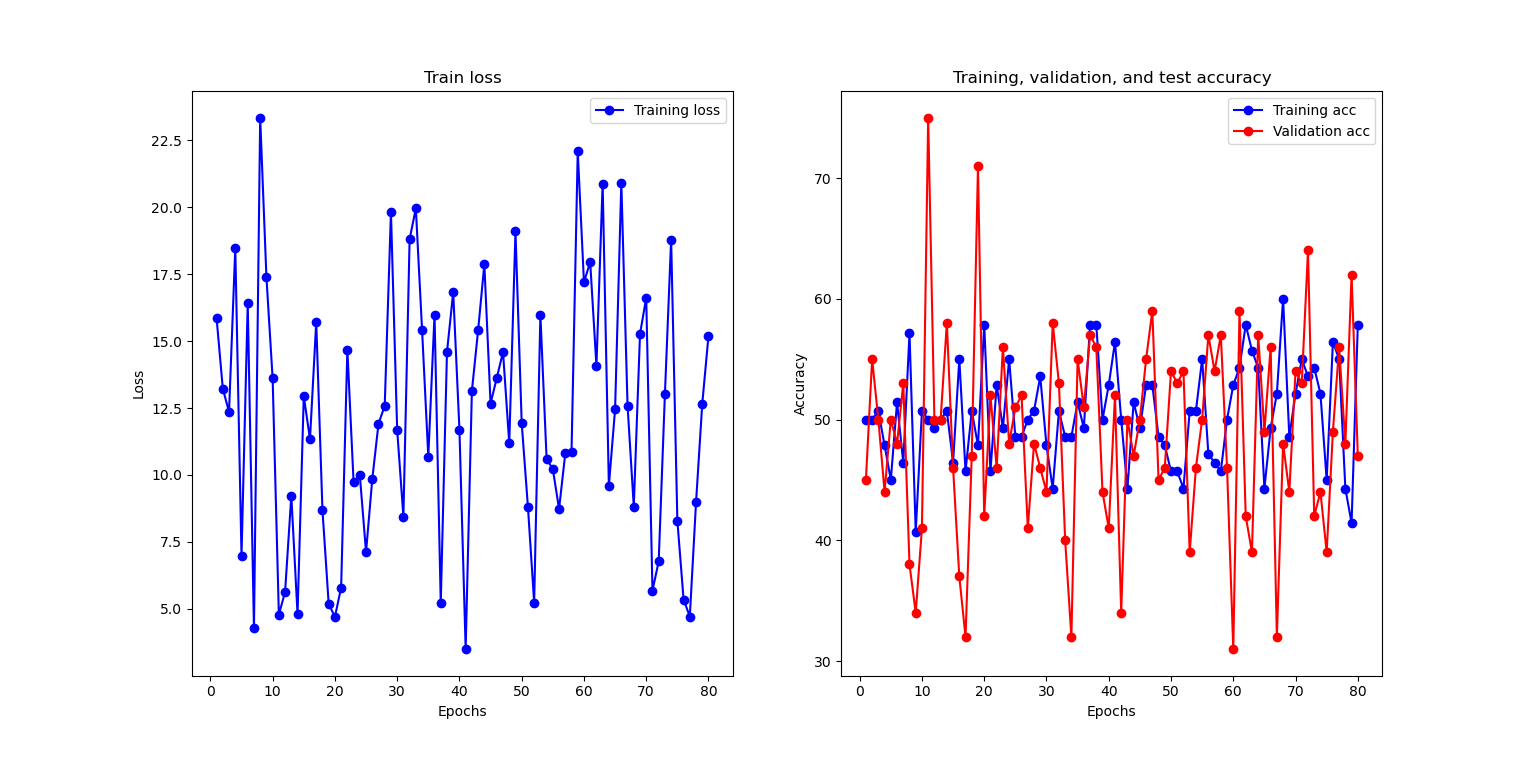 Train loss
Training loss
22.5
20.0
17.5
15.0
12.5
10.0
7.5
5.0
Loss
0 10 20 30 40 50 60 70 80
Epochs
Training, validation, and test accuracy
Training acc
Validation acc
70
60
50
40
30
Accuracy
0 10 20 30 40 50 60 70 80
Epochs